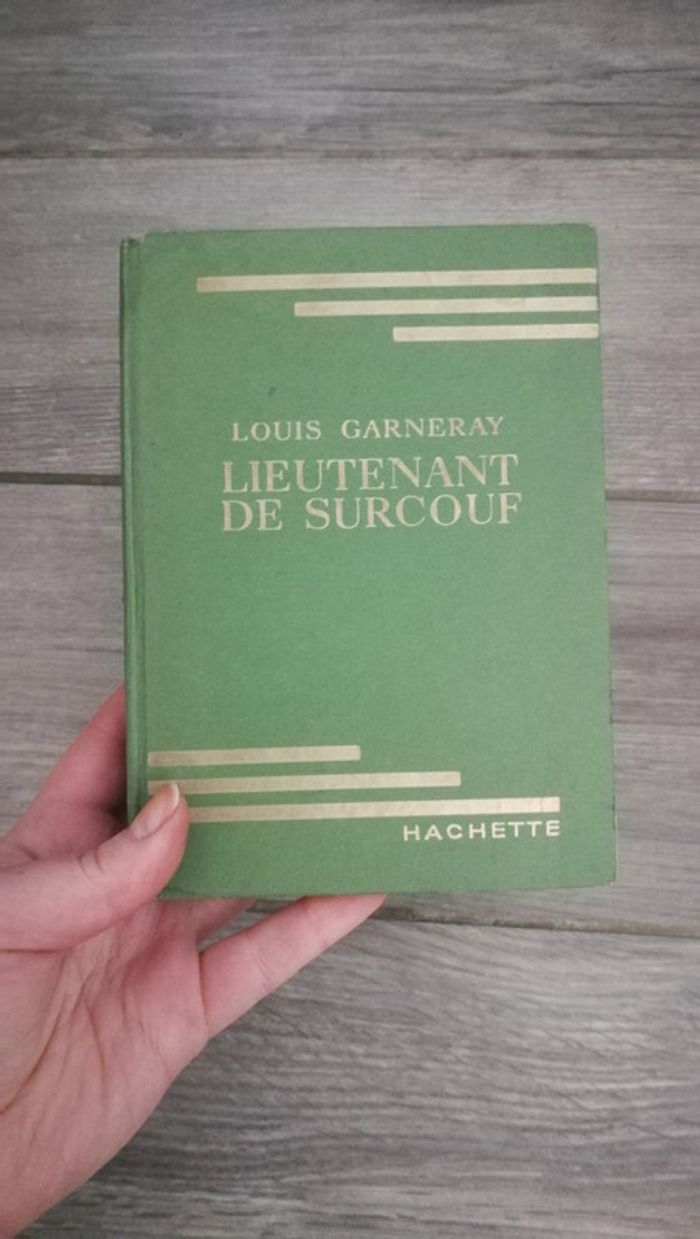 LOUIS GARNERAY
LIEUTENANT
DE SURCOUF
HACHETTE